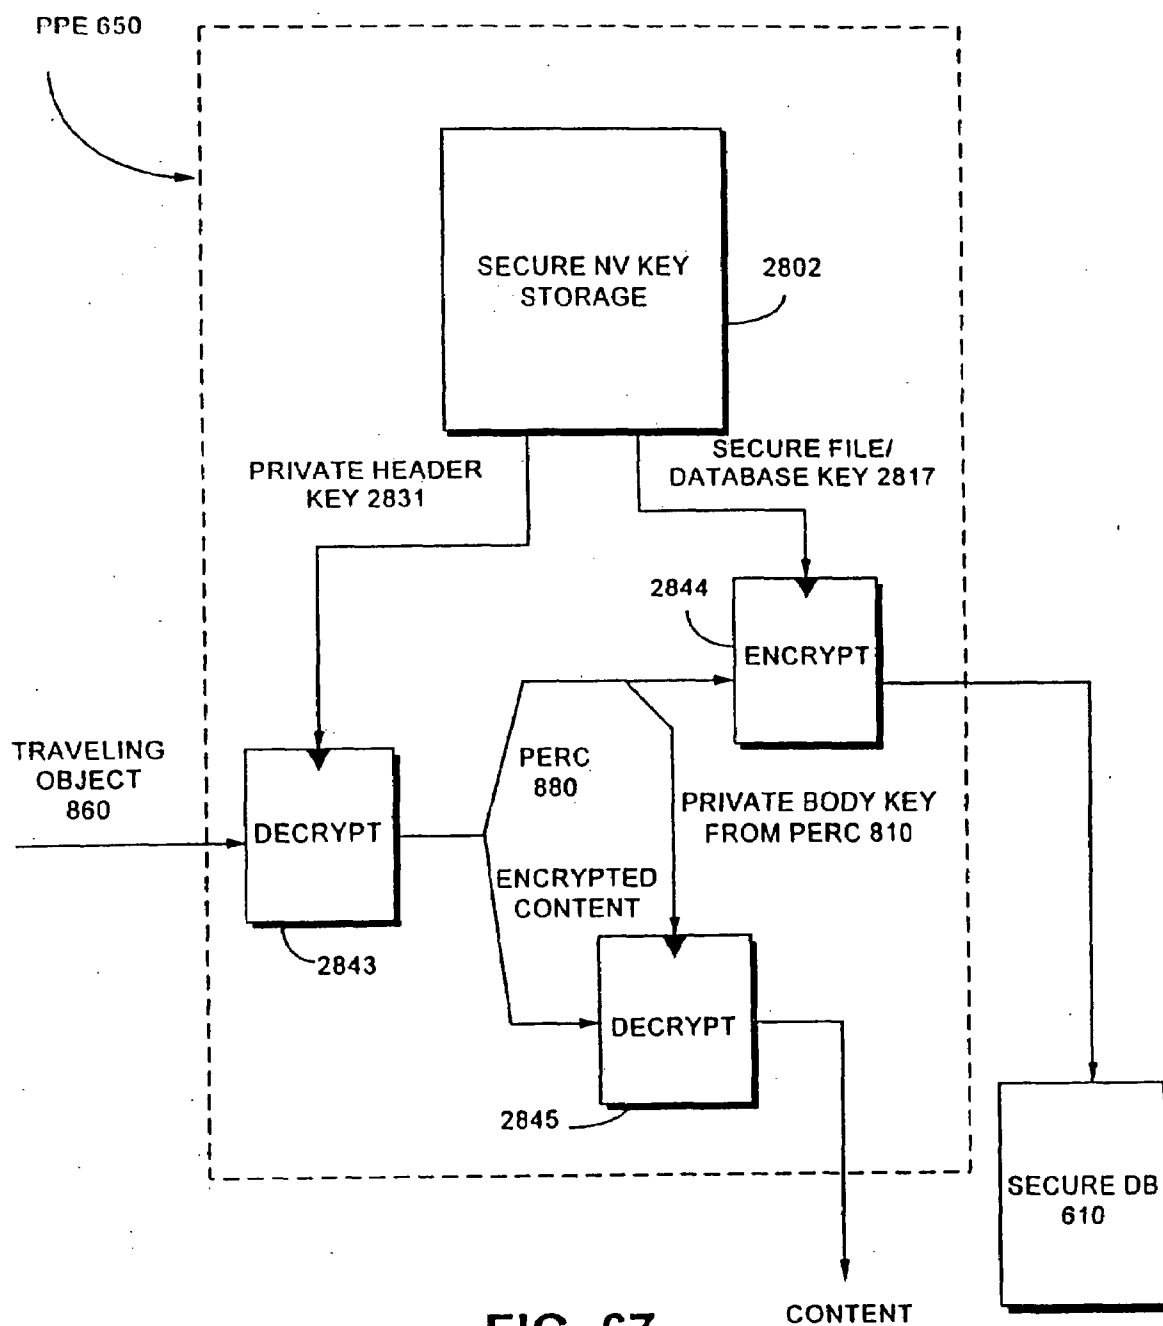 PPE 650
SECURE NV KEY
STORAGE
2802
PRIVATE HEADER
KEY 2831
SECURE FILE/
DATABASE KEY 2817
2844
ENCRYPT
TRAVELING
OBJECT
860
DECRYPT
PERC
880
PRIVATE BODY KEY
FROM PERC 810
ENCRYPTED
CONTENT
2843
DECRYPT
2845
SECURE DB
610
CONTENT
FIG. 67